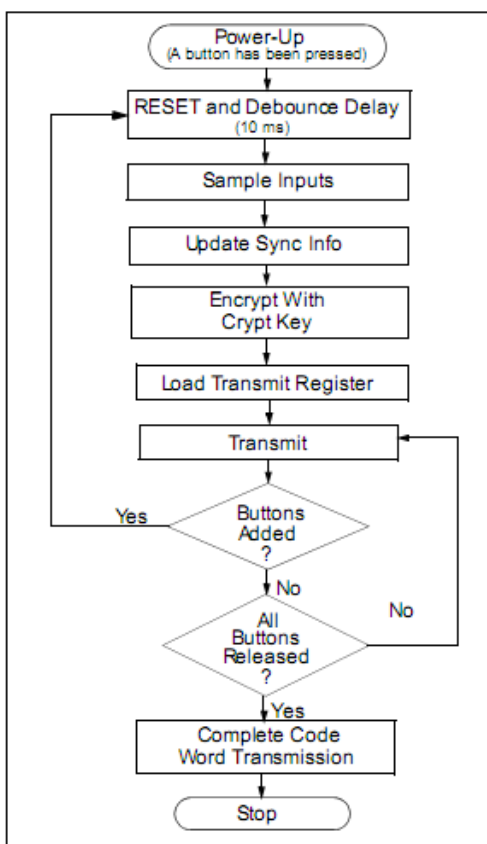 Power-Up
(A button has been pressed)
RESET and Debounce Delay
(10 ms)
Sample Inputs
Update Sync Info
Encrypt With
Crypt Key
Load Transmit Register
Transmit
Buttons
Added
?
Yes
No
All
Buttons
Released
?
No
Yes
Complete Code
Word Transmission
Stop